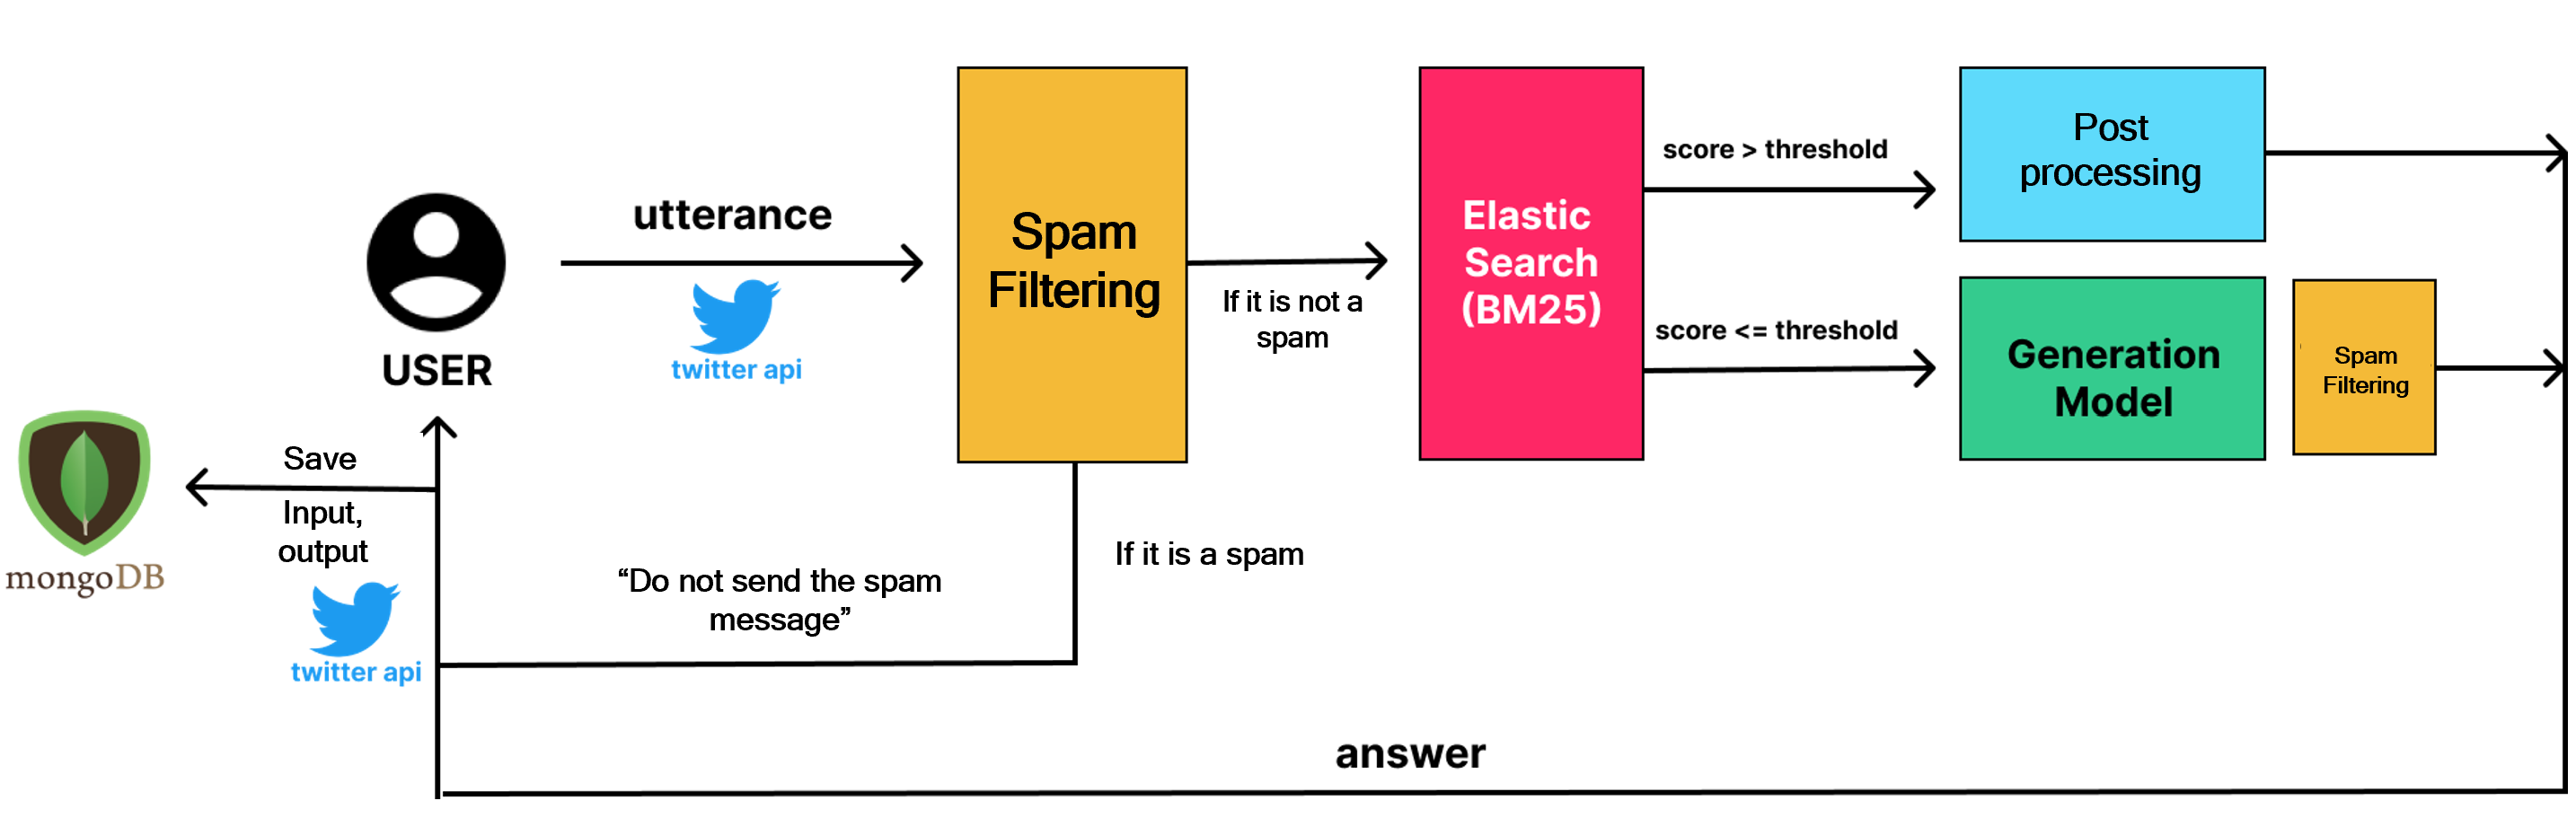 utterance
twitter api
USER
Spam
Filtering
If it is not a
spam
Elastic
Search
(BM25)
score > threshold
score <= threshold
Post
processing
Generation
Model
Spam
Filtering
Save
Input,
output
mongoDB
twitter api
“Do not send the spam
message”
If it is a spam
answer